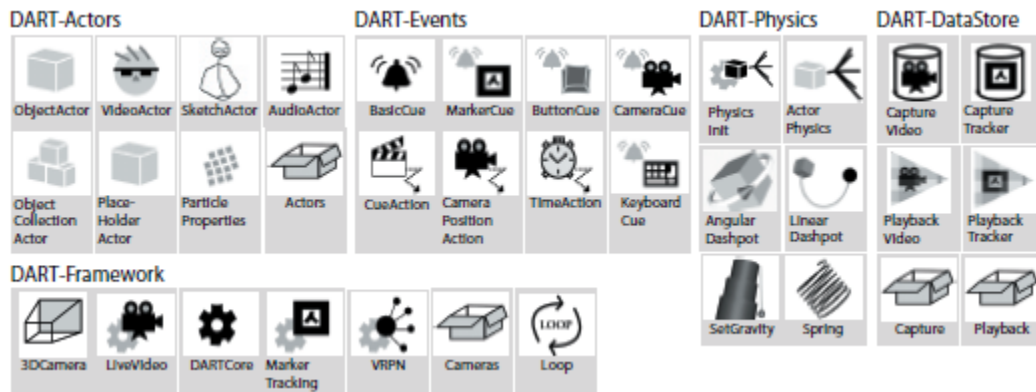 DART-Actors
ObjectActor VideoActor SketchActor AudioActor
Object Collection Actor
Place-Holder Actor
Particle Properties
Actors
DART-Events
BasicCue MarkerCue ButtonCue CameraCue
CueAction
Camera Position Action
TimeAction
Keyboard Cue
DART-Physics
Physics Init
Actor Physics
Angular Dashpot
Linear Dashpot
SetGravity Spring
DART-DataStore
Capture Video
Capture Tracker
Playback Video
Playback Tracker
Capture Playback
DART-Framework
3DCamera LiveVideo DARTCore
Marker Tracking
VRPN Cameras
LOOP
Loop